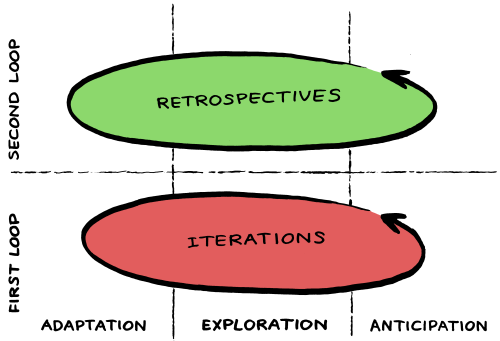 SECOND LOOP
RETROSPECTIVES
FIRST LOOP
ITERATIONS
ADAPTATION
EXPLORATION
ANTICIPATION